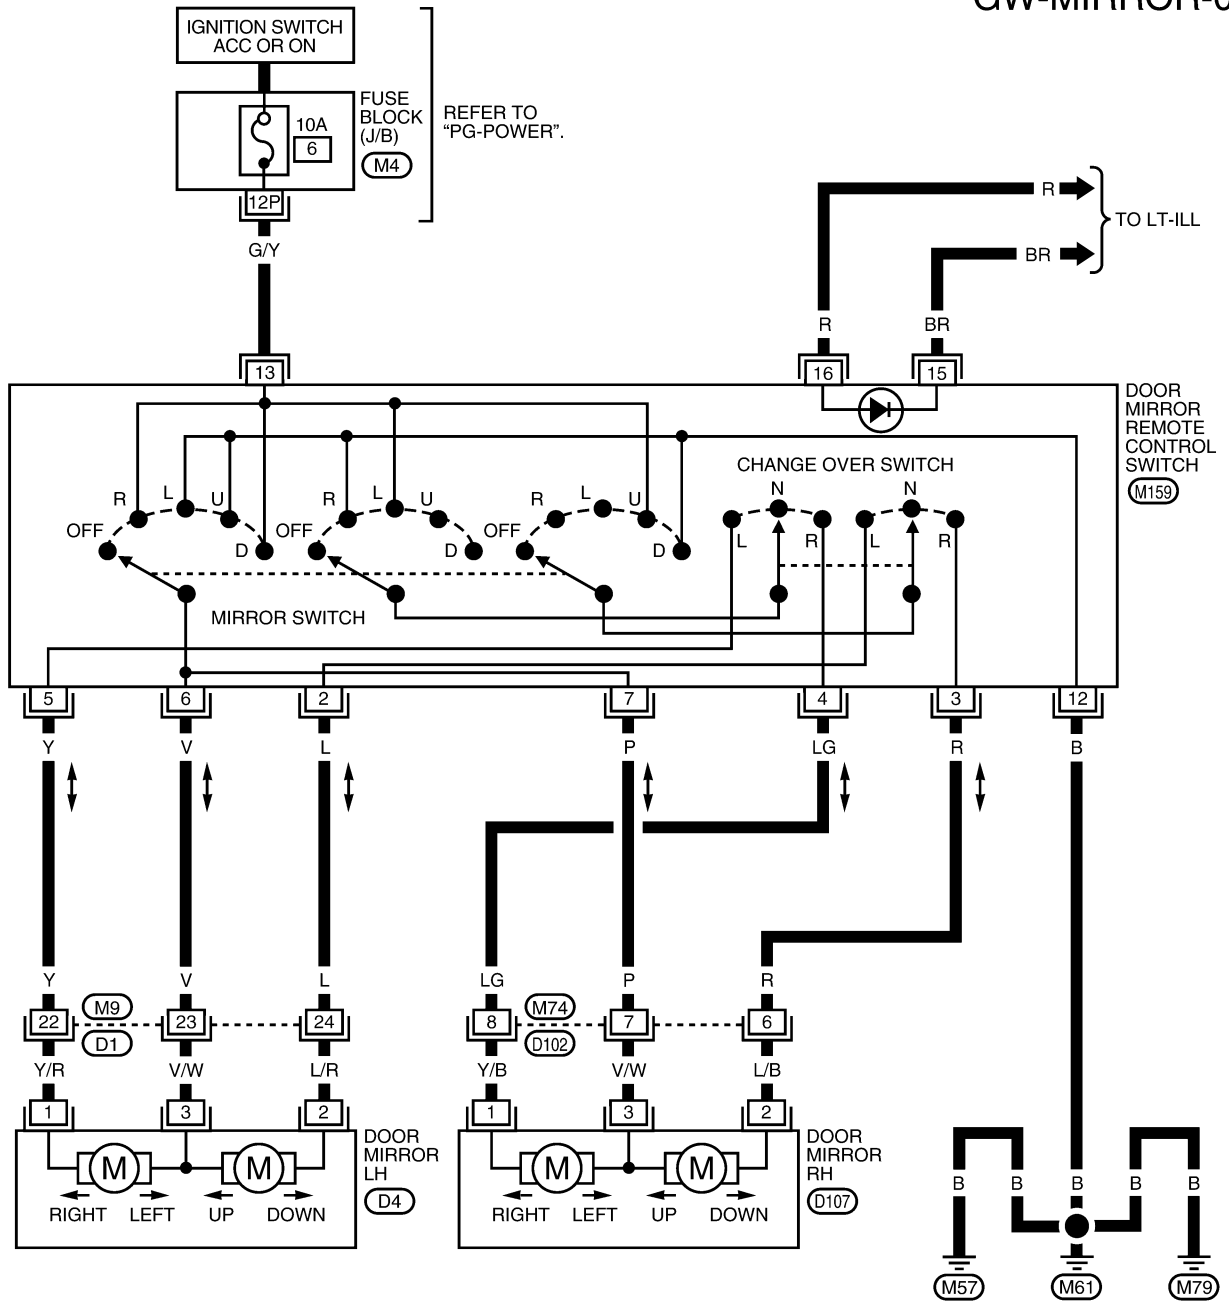 GW-MIRROR-0
IGNITION SWITCH
ACC OR ON
FUSE
BLOCK
(J/B)
M4
10A
6
REFER TO
“PG-POWER”.
12P
G/Y
R
BR
TO LT-ILL
R
BR
13
16
15
DOOR
MIRROR
REMOTE
CONTROL
SWITCH
M159
CHANGE OVER SWITCH
OFF
R
L
U
D
OFF
R
L
U
D
OFF
R
L
U
D
L
N
R
L
N
R
MIRROR SWITCH
5
6
2
7
4
3
12
Y
V
L
P
LG
R
B
Y
V
L
LG
P
R
22
M9
D1
23
24
8
M74
D102
7
6
Y/R
V/W
L/R
Y/B
V/W
L/B
1
3
2
1
3
2
M
M
M
M
RIGHT
LEFT
UP
DOWN
DOOR
MIRROR
LH
D4
RIGHT
LEFT
UP
DOWN
DOOR
MIRROR
RH
D107
B
B
B
B
B
M57
M61
M79